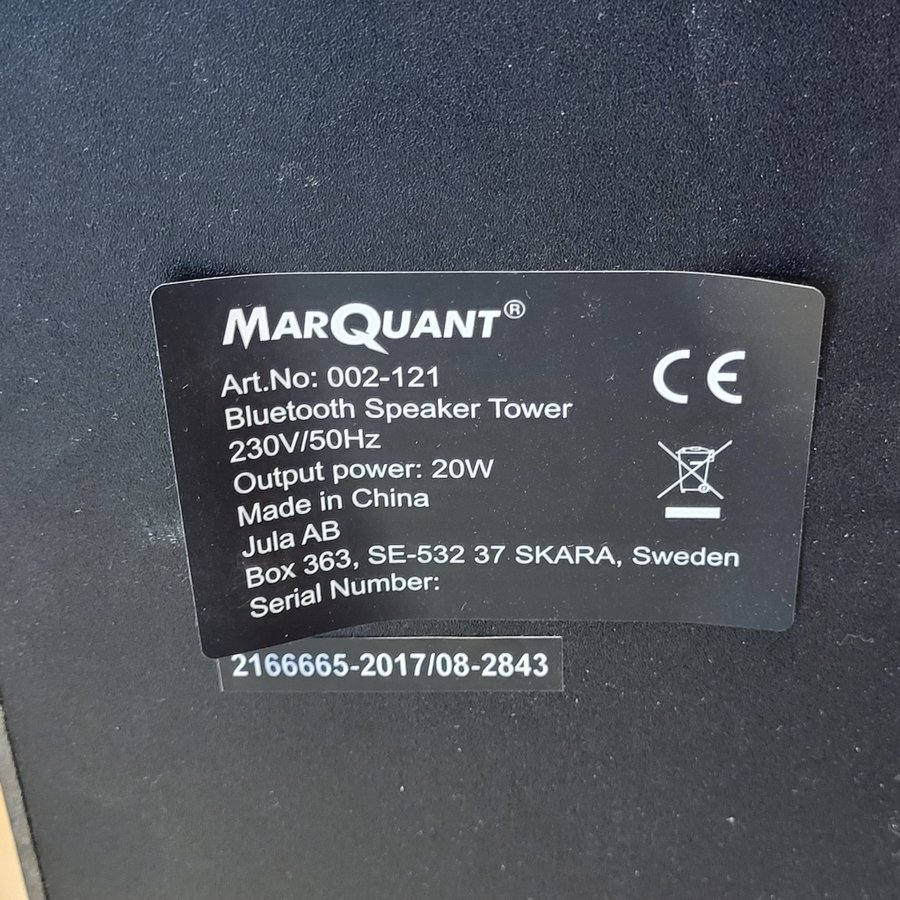 MARQUANT®
Art.No: 002-121
Bluetooth Speaker Tower
230V/50Hz
Output power: 20W
Made in China
Jula AB
Box 363, SE-532 37 SKARA, Sweden
Serial Number:
2166665-2017/08-2843
CE